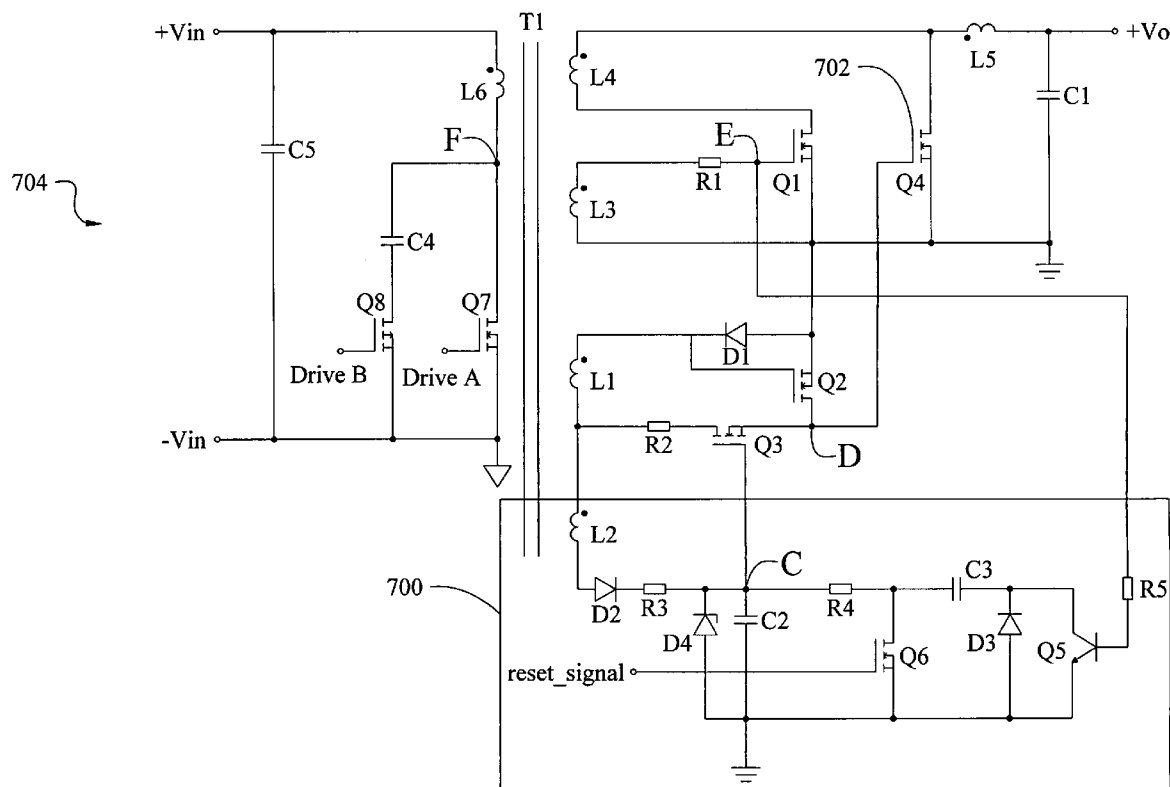 T1
+Vin
+Vo
702
L5
L6
L4
C1
E
F
C5
R1
Q1
Q4
704
L3
C4
Q8
Q7
D1
Q2
Drive B
Drive A
L1
-Vin
R2
Q3
D
L2
700
C
C3
R5
D2
R3
R4
D4
C2
D3
Q5
Q6
reset_signal